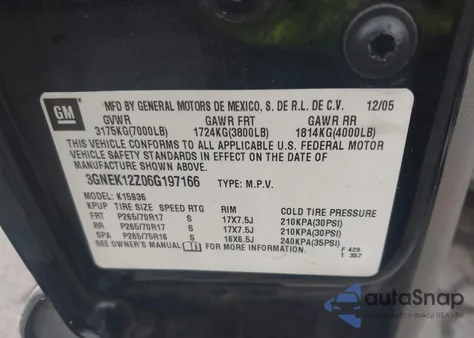 GM
MFD BY GENERAL MOTORS DE MEXICO, S. DE R.L. DE C.V. 12/05
GVWR GAWR FRT GAWR RR
3175KG(7000LB) 1724KG(3800LB) 1814KG(4000LB)
THIS VEHICLE CONFORMS TO ALL APPLICABLE U.S. FEDERAL MOTOR
VEHICLE SAFETY STANDARDS IN EFFECT ON THE DATE OF
MANUFACTURE SHOWN ABOVE.
3GNEK12Z06G197166 TYPE: M.P.V.
MODEL: K15936
KPUP TIRE SIZE SPEED RTG RIM COLD TIRE PRESSURE
FRT P265/70R17 S 17X7.5J 210KPA(30PSI)
RR P265/70R17 S 17X7.5J 210KPA(30PSI)
SPA P265/75R16 S 16X6.5J 240KPA(35PSI)
SEE OWNER'S MANUAL FOR MORE INFORMATION.
F 429
T 357
autaSnap